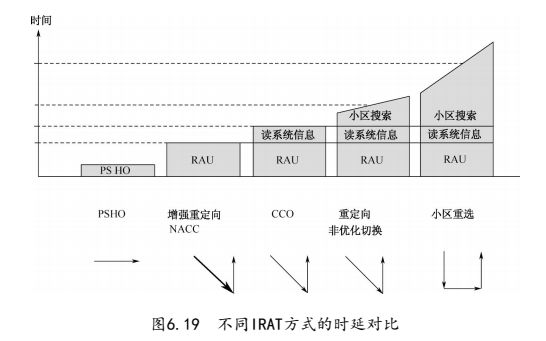 时间
小区搜索
小区搜索
读系统信息
读系统信息
读系统信息
PS HO
RAU
RAU
RAU
RAU
PSHO
增强重定向
NACC
CCO
重定向
非优化切换
小区重选
图6.19 不同IRAT方式的时延对比